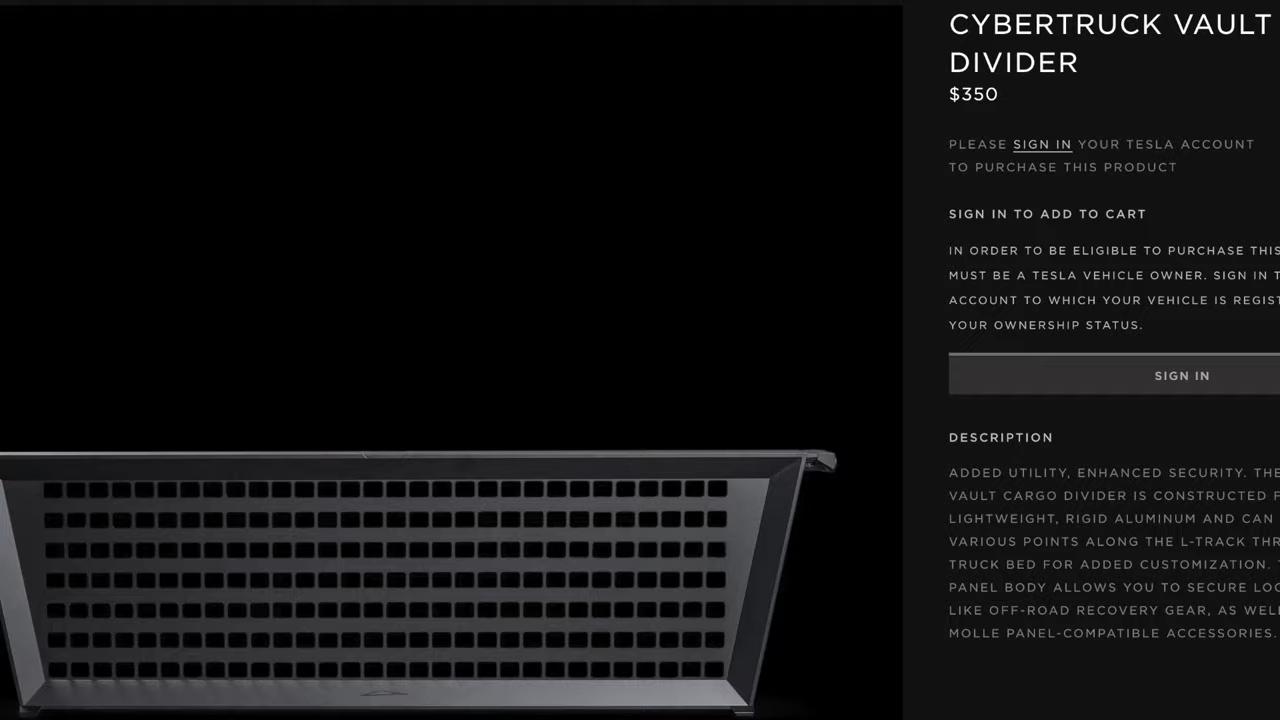 CYBERTRUCK VAULT
DIVIDER
$350
PLEASE SIGN IN YOUR TESLA ACCOUNT
TO PURCHASE THIS PRODUCT
SIGN IN TO ADD TO CART
IN ORDER TO BE ELIGIBLE TO PURCHASE THIS
MUST BE A TESLA VEHICLE OWNER. SIGN IN
ACCOUNT TO WHICH YOUR VEHICLE IS
YOUR OWNERSHIP STATUS.
SIGN IN
DESCRIPTION
ADDED UTILITY, ENHANCED SECURITY. THE
VAULT CARGO DIVIDER IS CONSTRUCTED
LIGHTWEIGHT, RIGID ALUMINUM AND CAN
VARIOUS POINTS ALONG THE L-TRACK
TRUCK BED FOR ADDED CUSTOMIZATION.
PANEL BODY ALLOWS YOU TO SECURE
LIKE OFF-ROAD RECOVERY GEAR, AS WELL
MOLLE PANEL-COMPATIBLE ACCESSORIES.